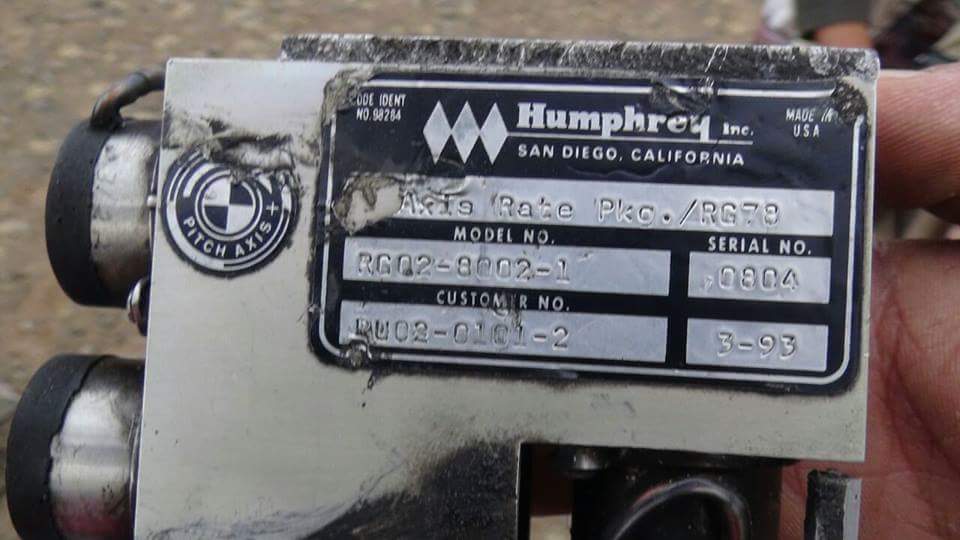 CODE IDENT
NO. 98284
Humphrey Inc.
SAN DIEGO, CALIFORNIA
MADE IN
U.S.A
Axis Rate Pkg./RG78
MODEL NO.
RG02-8002-1
SERIAL NO.
0804
CUSTOMER NO.
3-93
PITCH AXIS +